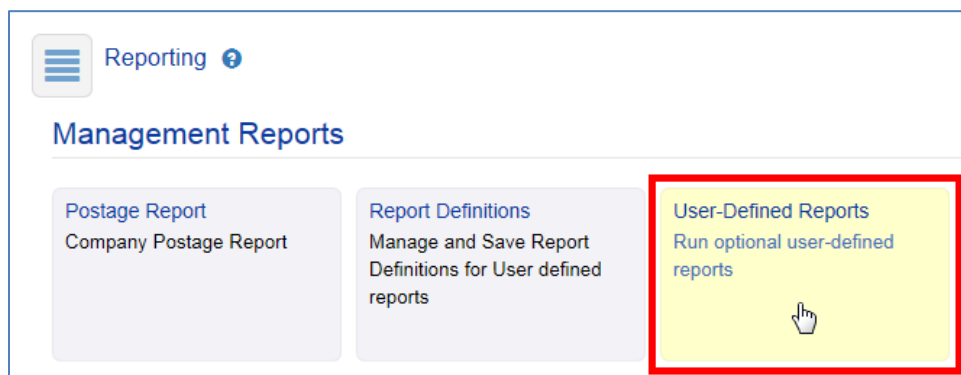 Reporting
Management Reports
Postage Report
Company Postage Report
Report Definitions
Manage and Save Report
Definitions for User defined
reports
User-Defined Reports
Run optional user-defined
reports